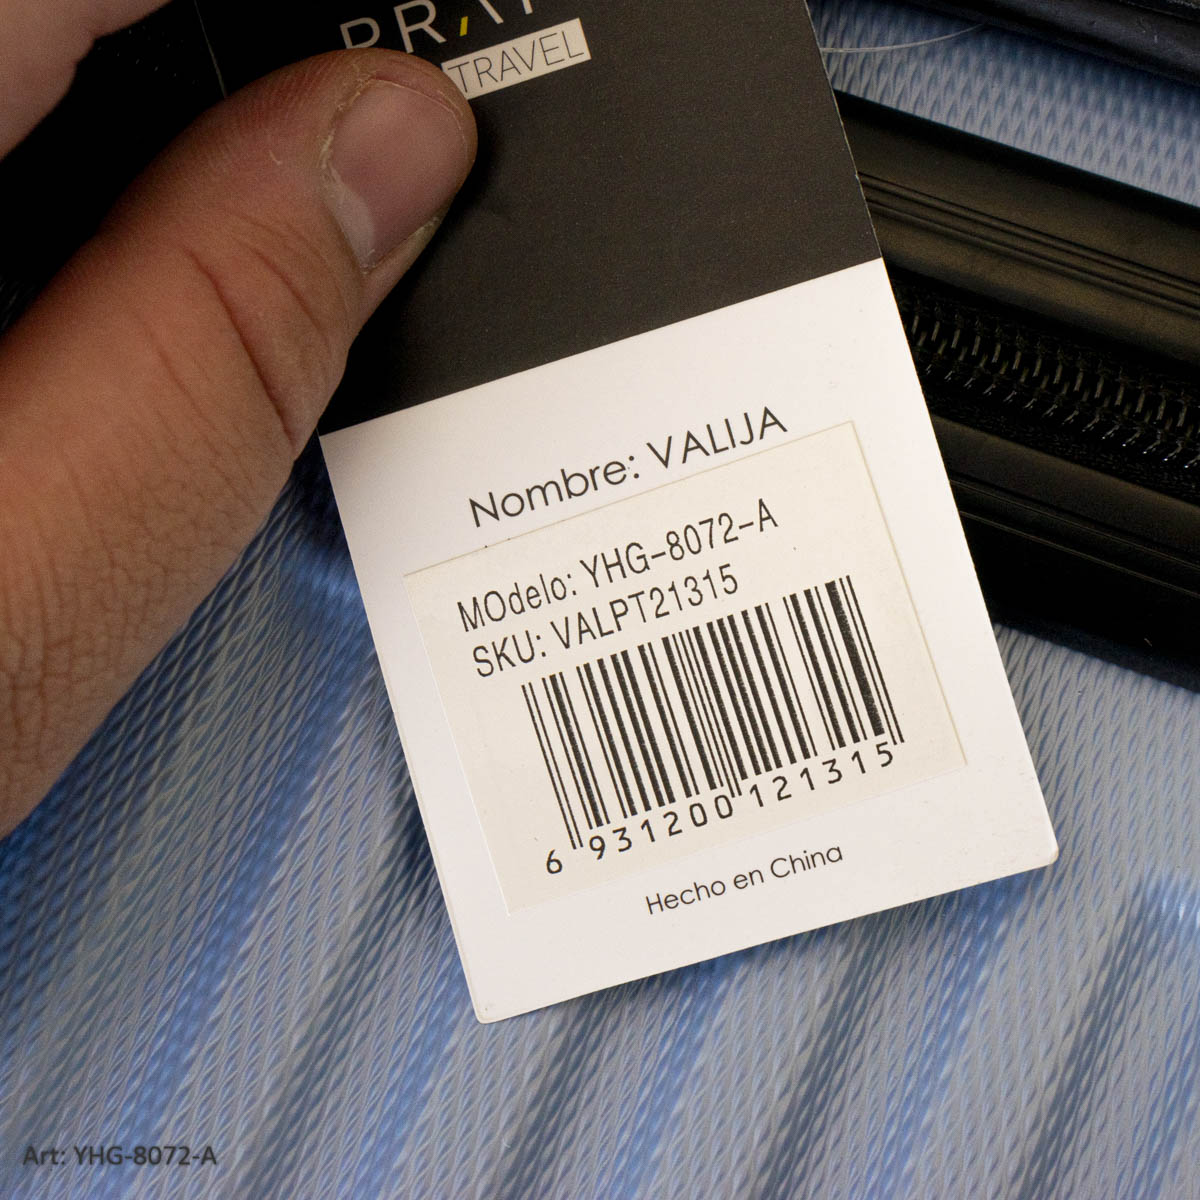 TRAVEL
Nombre: VALIJA
MOdelo: YHG-8072-A
SKU: VALPT21315
6 931200 121315
Hecho en China
Art: YHG-8072-A